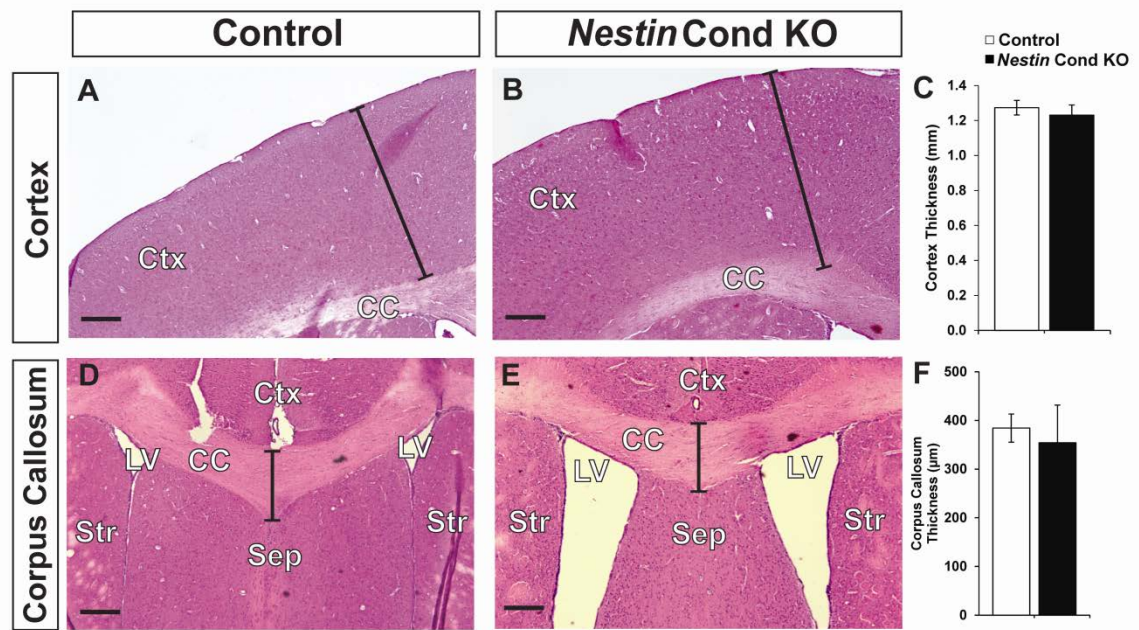 Control
Nestin Cond KO
Control
Nestin Cond KO
Cortex
A
Ctx
CC
B
Ctx
CC
C
Cortex Thickness (mm)
1.4
1.2
1.0
0.8
0.6
0.4
0.2
0.0
Corpus Callosum
D
Ctx
LV
CC
LV
Str
Str
Sep
E
Ctx
CC
LV
LV
Str
Str
Sep
F
Corpus Callosum
Thickness (µm)
500
400
300
200
100
0